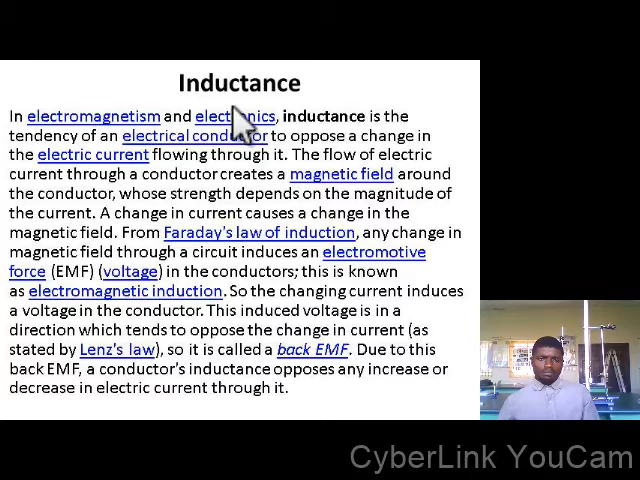 Inductance
In electromagnetism and electronics, inductance is the
tendency of an electrical conductor to oppose a change in
the electric current flowing through it. The flow of electric
current through a conductor creates a magnetic field around
the conductor, whose strength depends on the magnitude of
the current. A change in current causes a change in the
magnetic field. From Faraday's law of induction, any change in
magnetic field through a circuit induces an electromotive
force (EMF) (voltage) in the conductors; this is known
as electromagnetic induction. So the changing current induces
a voltage in the conductor. This induced voltage is in a
direction which tends to oppose the change in current (as
stated by Lenz's law), so it is called a back EMF. Due to this
back EMF, a conductor's inductance opposes any increase or
decrease in electric current through it.
CyberLink YouCam